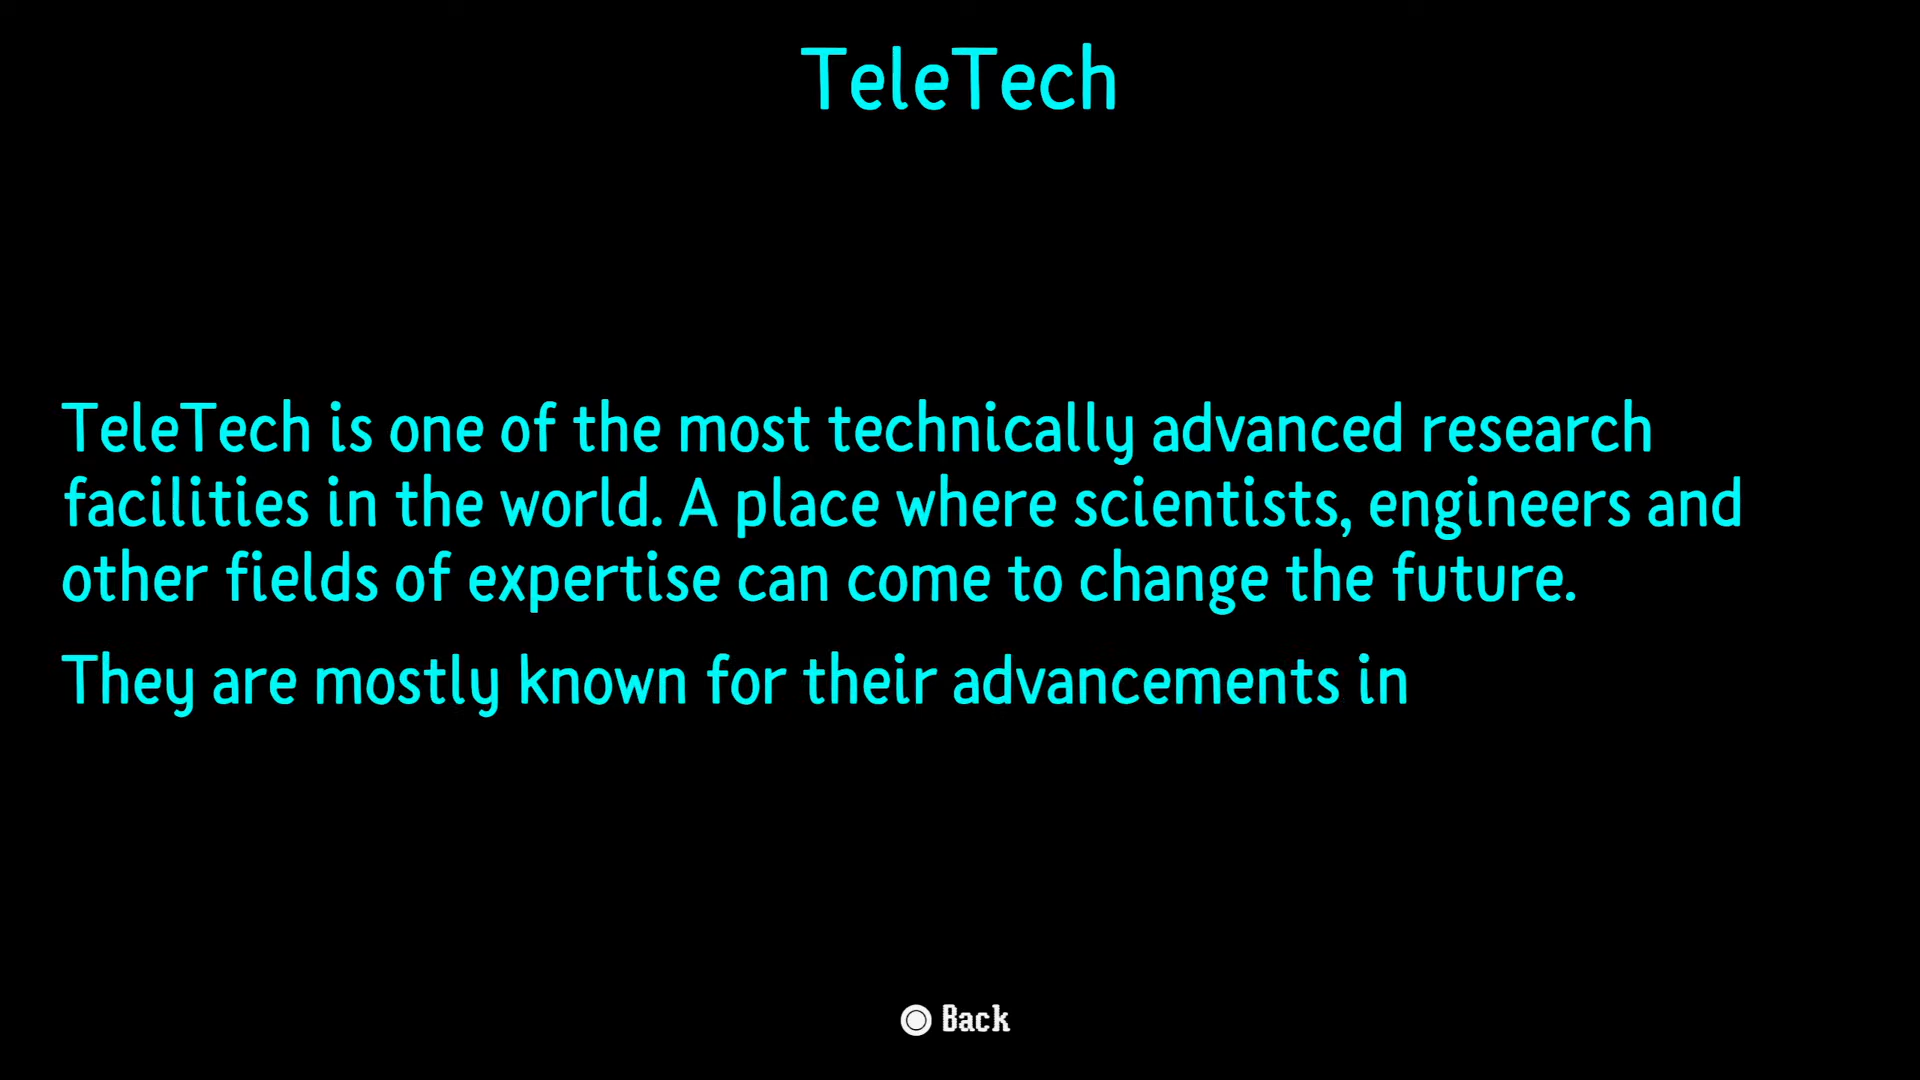 TeleTech
TeleTech is one of the most technically advanced research
facilities in the world. A place where scientists, engineers and
other fields of expertise can come to change the future.
They are mostly known for their advancements in
Back